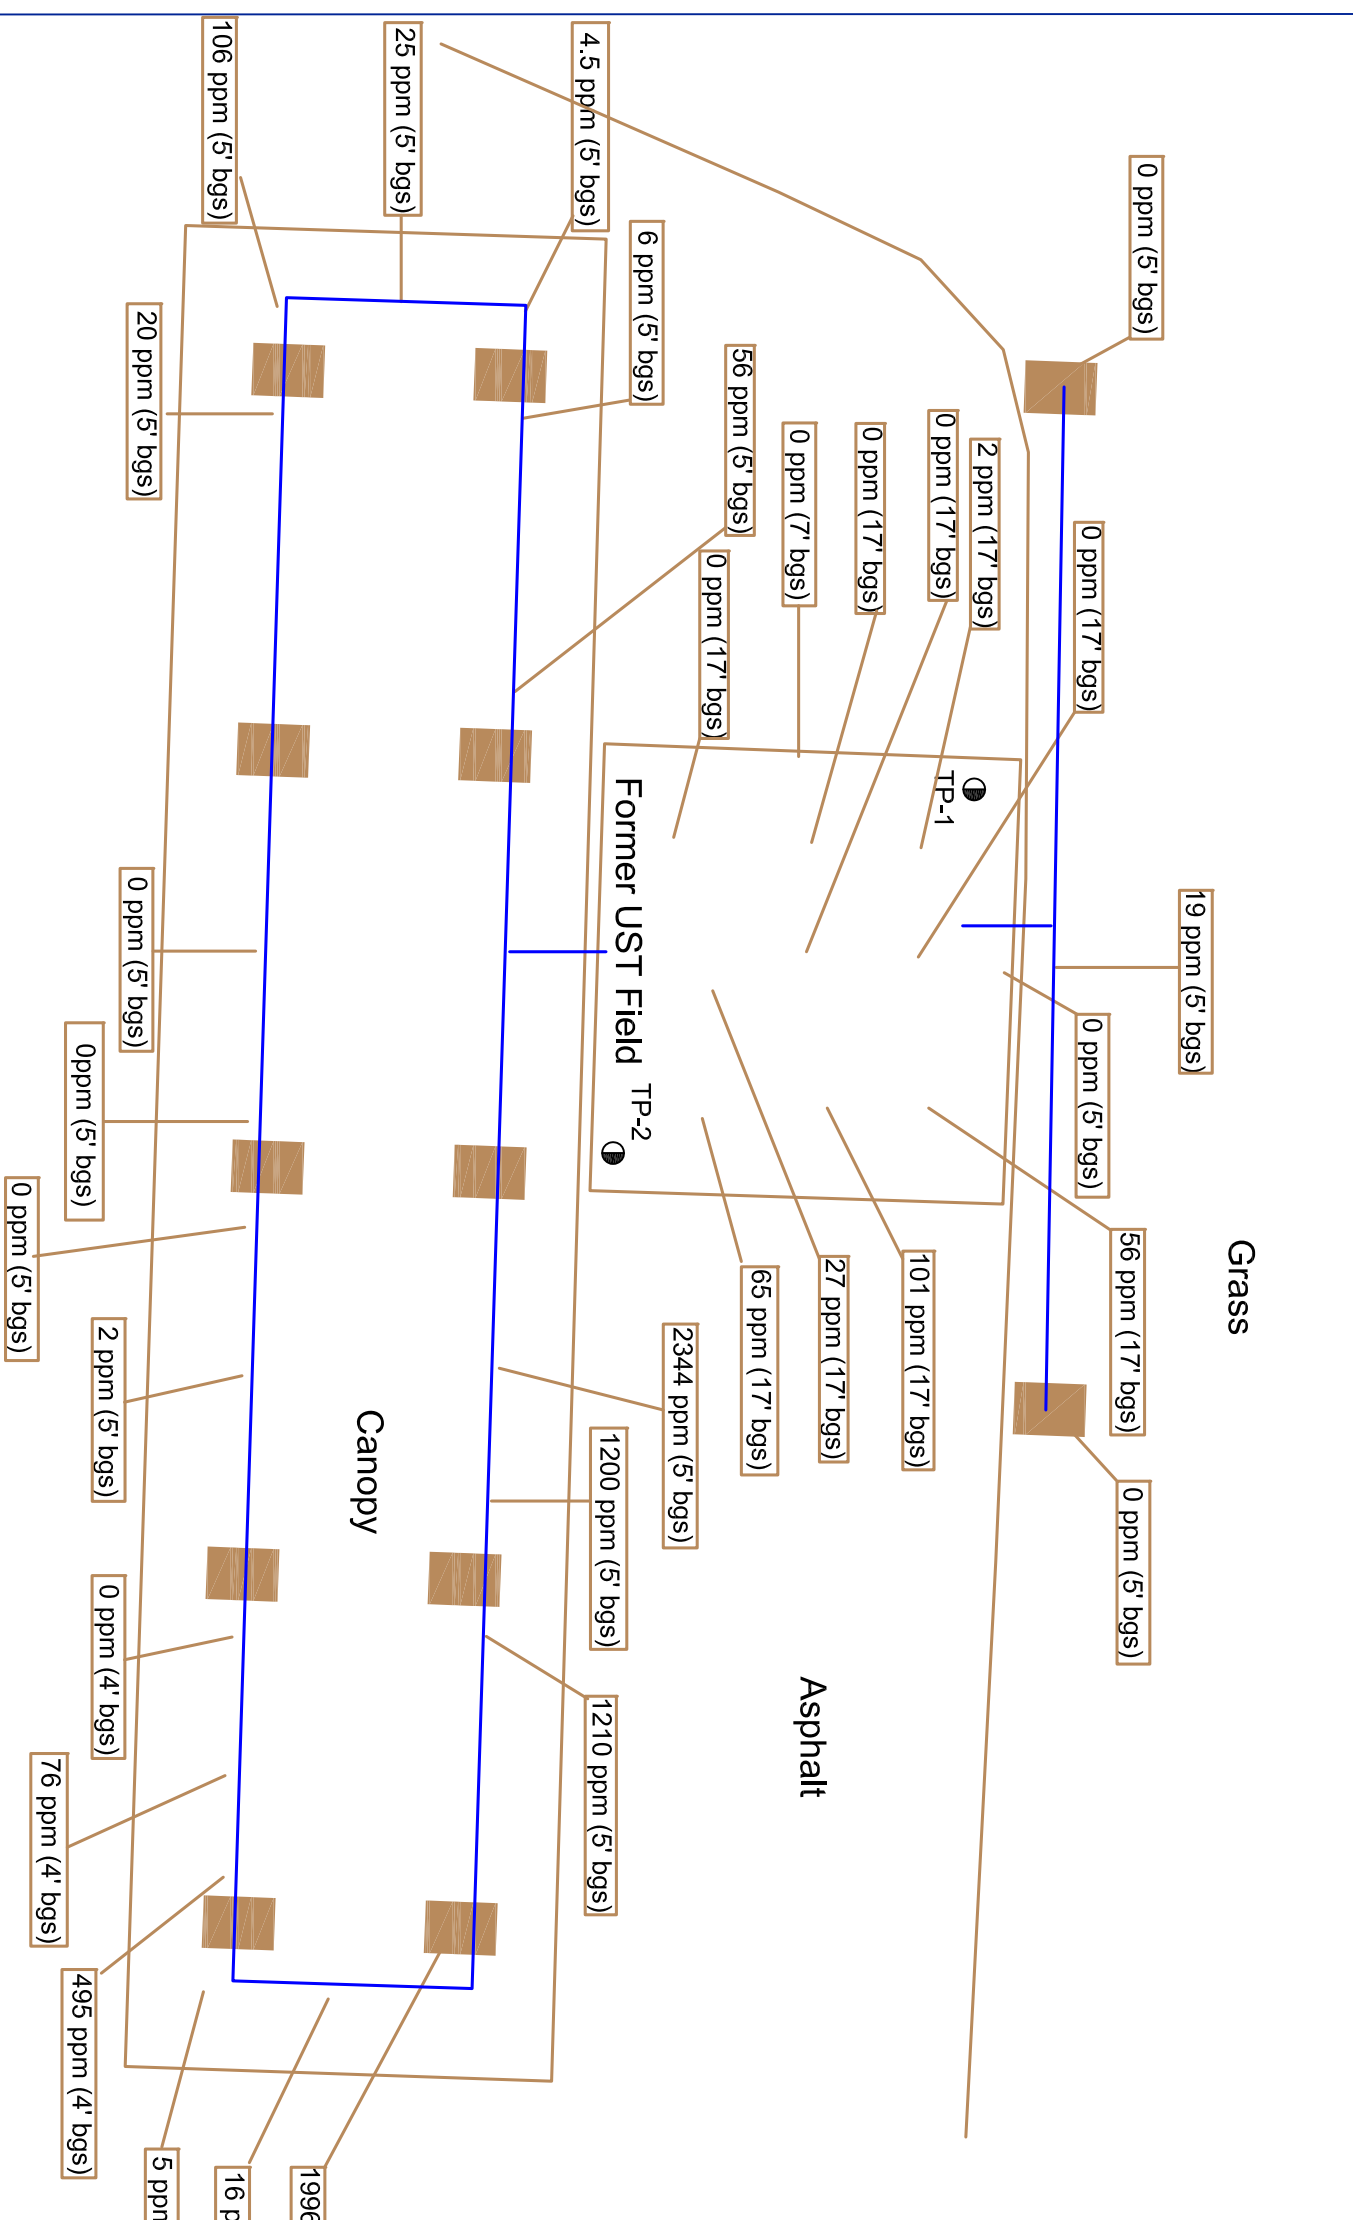 106 ppm (5' bgs)
25 ppm (5' bgs)
4.5 ppm (5' bgs)
6 ppm (5' bgs)
0 ppm (5' bgs)
20 ppm (5' bgs)
56 ppm (5' bgs)
0 ppm (7' bgs)
0 ppm (17' bgs)
0 ppm (17' bgs)
2 ppm (17' bgs)
0 ppm (17' bgs)
0 ppm (17' bgs)
TP-1
Former UST Field
TP-2
19 ppm (5' bgs)
0 ppm (5' bgs)
0 ppm (5' bgs)
0ppm (5' bgs)
0 ppm (5' bgs)
56 ppm (17' bgs)
Grass
101 ppm (17' bgs)
27 ppm (17' bgs)
65 ppm (17' bgs)
2344 ppm (5' bgs)
2 ppm (5' bgs)
Canopy
1200 ppm (5' bgs)
0 ppm (5' bgs)
0 ppm (4' bgs)
Asphalt
1210 ppm (5' bgs)
76 ppm (4' bgs)
495 ppm (4' bgs)
5
16
1996